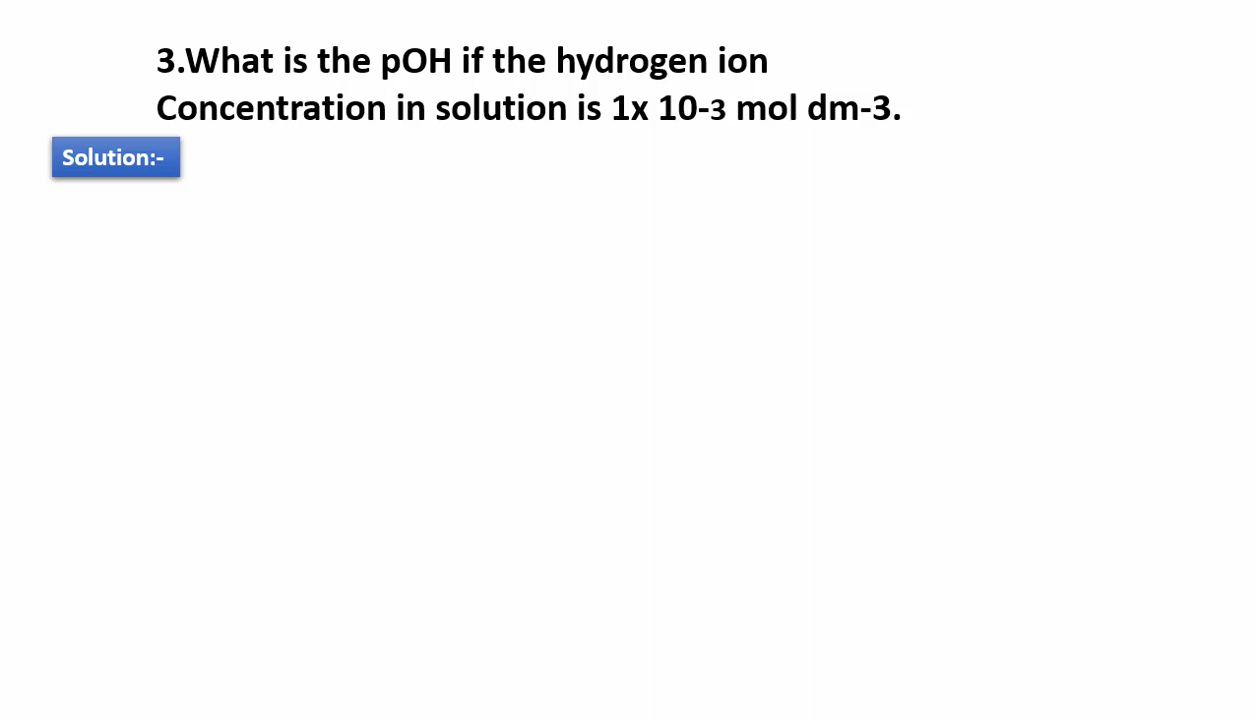 3.What is the pOH if the hydrogen ion
Concentration in solution is 1x 10-3 mol dm-3.
Solution:-